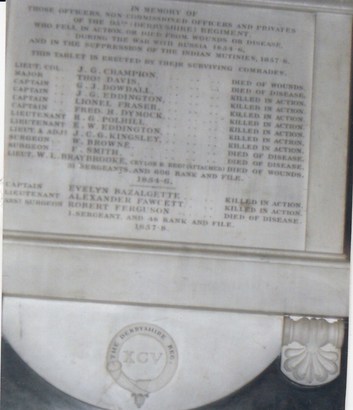 IN MEMORY OF
THOSE OFFICERS, NON COMMISSIONED OFFICERS AND PRIVATES
OF THE 95TH (DERBYSHIRE) REGIMENT
WHO FELL IN ACTION, OR DIED FROM WOUNDS OR DISEASE,
DURING THE WAR WITH RUSSIA 1854-6,
AND IN THE SUPPRESSION OF THE INDIAN MUTINIES, 1857-8.
THIS TABLET IS ERECTED BY THEIR SURVIVING COMRADES.
LIEUT. COL. J. G. CHAMPION, DIED OF WOUNDS.
MAJOR DAVIS, DIED OF DISEASE.
CAPTAIN G. J. DOWDALL, KILLED IN ACTION.
CAPTAIN J. G. EDDINGTON, KILLED IN ACTION.
CAPTAIN LIONEL FRASER, KILLED IN ACTION.
CAPTAIN FRED. H. DYMOCK, KILLED IN ACTION.
LIEUTENANT R. G. POLHILL, KILLED IN ACTION.
LIEUTENANT E. W. EDDINGTON, KILLED IN ACTION.
LIEUT. & ADJT J. C. G. KINGSLEY, KILLED IN ACTION.
SURGEON W. BROWNE, DIED OF DISEASE.
SURGEON F. SMITH, DIED OF DISEASE.
LIEUT. W. L. BRAYBROOKE, DIED OF WOUNDS.
SERGEANTS, AND RANK AND FILE.
1854-6.
CAPTAIN EVELYN BAZALGETTE KILLED IN ACTION.
LIEUTENANT ALEXANDER FAWCETT KILLED IN ACTION.
ASST SURGEON ROBERT FERGUSON DIED OF DISEASE.
1 SERGEANT, AND 48 RANK AND FILE.
1857-8.
THE DERBYSHIRE REG.
XCV